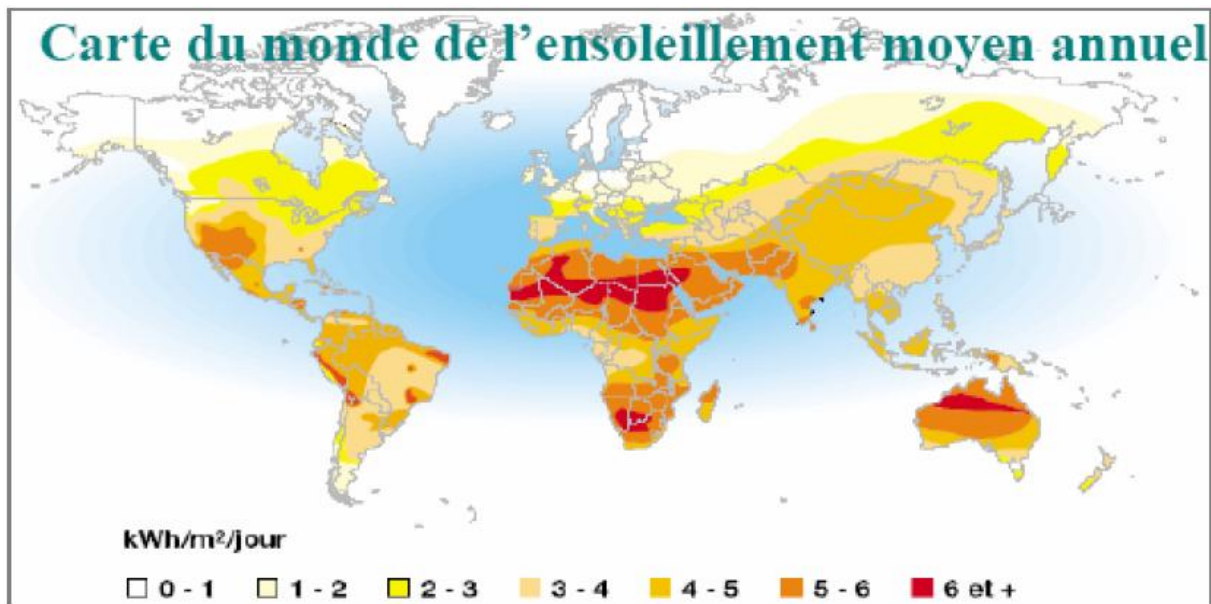 Carte du monde de l’ensoleillement moyen annuel
kWh/m²/jour
0 - 1 1 - 2 2 - 3 3 - 4 4 - 5 5 - 6 6 et +